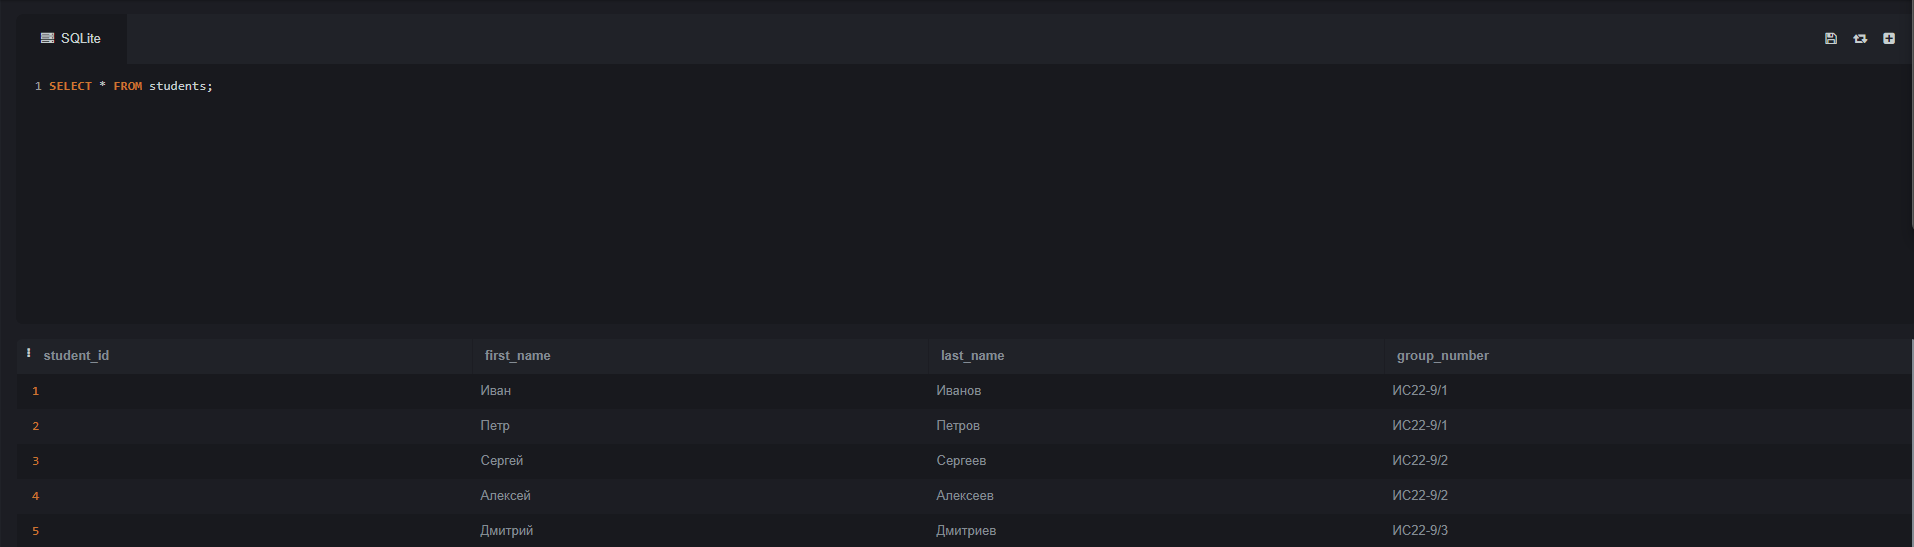 SQLite
1 SELECT * FROM students;
student_id first_name last_name group_number
1 Иван Иванов ИС22-9/1
2 Петр Петров ИС22-9/1
3 Сергей Сергеев ИС22-9/2
4 Алексей Алексеев ИС22-9/2
5 Дмитрий Дмитриев ИС22-9/3